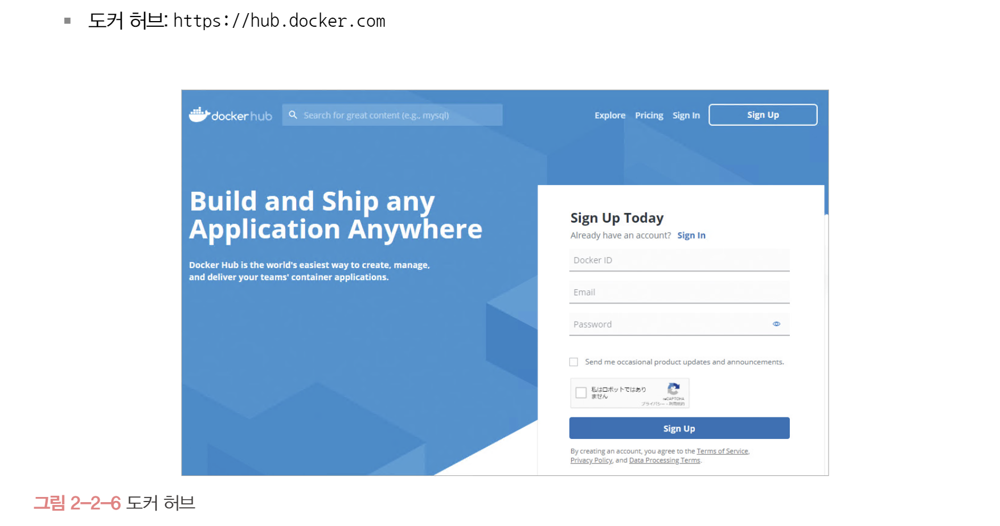 ▪ 도커 허브: https://hub.docker.com
dockerhub
Search for great content (e.g., mysql)
Explore Pricing Sign In Sign Up
Build and Ship any
Application Anywhere
Docker Hub is the world's easiest way to create, manage,
and deliver your teams' container applications.
Sign Up Today
Already have an account? Sign In
Docker ID
Email
Password
Send me occasional product updates and announcements.
私はロボットではあり
ません
reCAPTCHA
プライバシー - 利用規約
Sign Up
By creating an account, you agree to the Terms of Service,
Privacy Policy, and Data Processing Terms.
그림 2-2-6 도커 허브